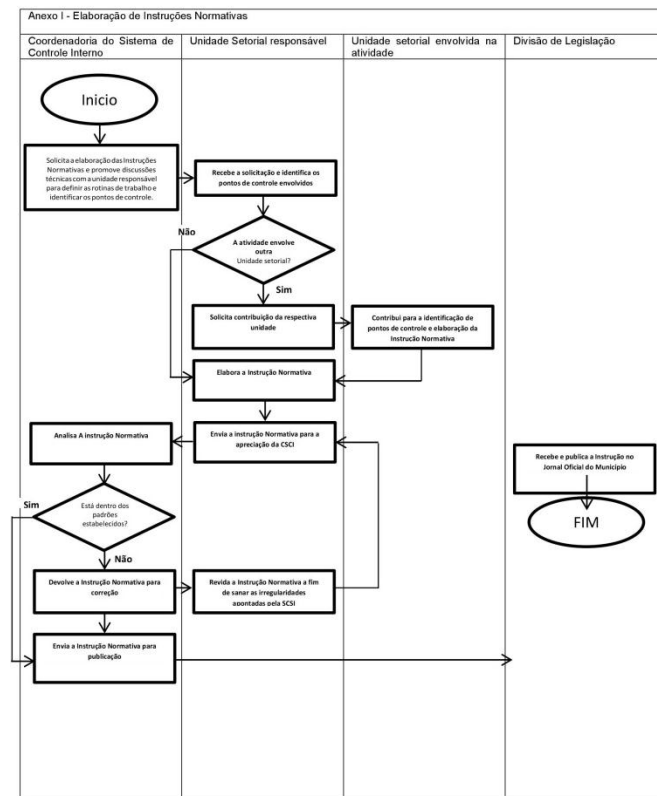 Anexo I - Elaboração de Instruções Normativas
Coordenadoria do Sistema de
Controle Interno
Unidade Setorial responsável
Unidade setorial envolvida na
atividade
Divisão de Legislação
Inicio
Solicita a elaboração das Instruções
Normativas e promove discussões
técnicas com a unidade responsável
para definir as rotinas de trabalho e
identificar os pontos de controle.
Recebe a solicitação e identifica os
pontos de controle envolvidos
Não
A atividade envolve
outra
Unidade setorial?
Sim
Solicita contribuição da respectiva
unidade
Contribui para a identificação de
pontos de controle e elaboração da
Instrução Normativa
Elabora a Instrução Normativa
Envia a instrução Normativa para a
apreciação da CSCI
Analisa A instrução Normativa
Recebe e publica a Instrução no
Jornal Oficial do Município
Sim
Está dentro dos
padrões
estabelecidos?
FIM
Não
Devolve a Instrução Normativa para
correção
Revida a Instrução Normativa a fim
de sanar as irregularidades
apontadas pela SCSI
Envia a Instrução Normativa para
publicação